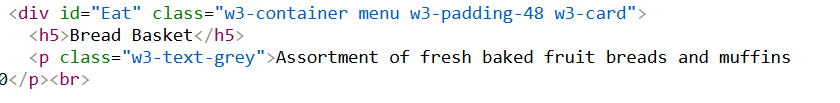 <div id="Eat" class="w3-container menu w3-padding-48 w3-card">
<h5>Bread Basket</h5>
<p class="w3-text-grey">Assortment of fresh baked fruit breads and muffins
0</p><br>